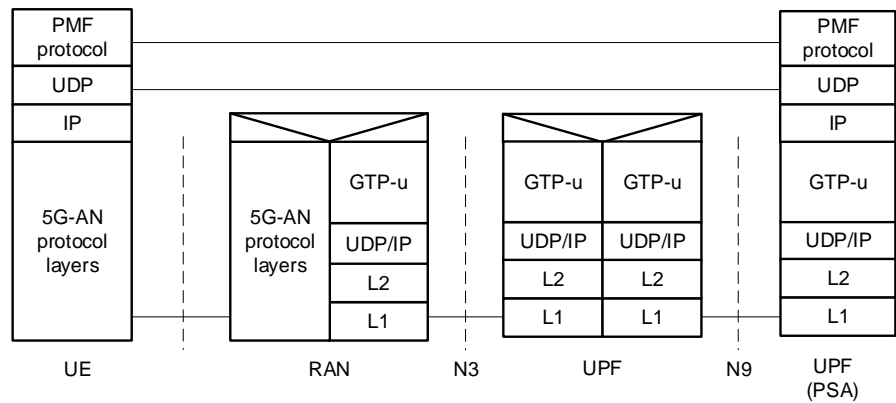 PMF
protocol
UDP
IP
5G-AN
protocol
layers
UE
5G-AN
protocol
layers
GTP-u
UDP/IP
L2
L1
RAN
N3
GTP-u
GTP-u
UDP/IP
UDP/IP
L2
L2
L1
L1
UPF
N9
PMF
protocol
UDP
IP
GTP-u
UDP/IP
L2
L1
UPF
(PSA)